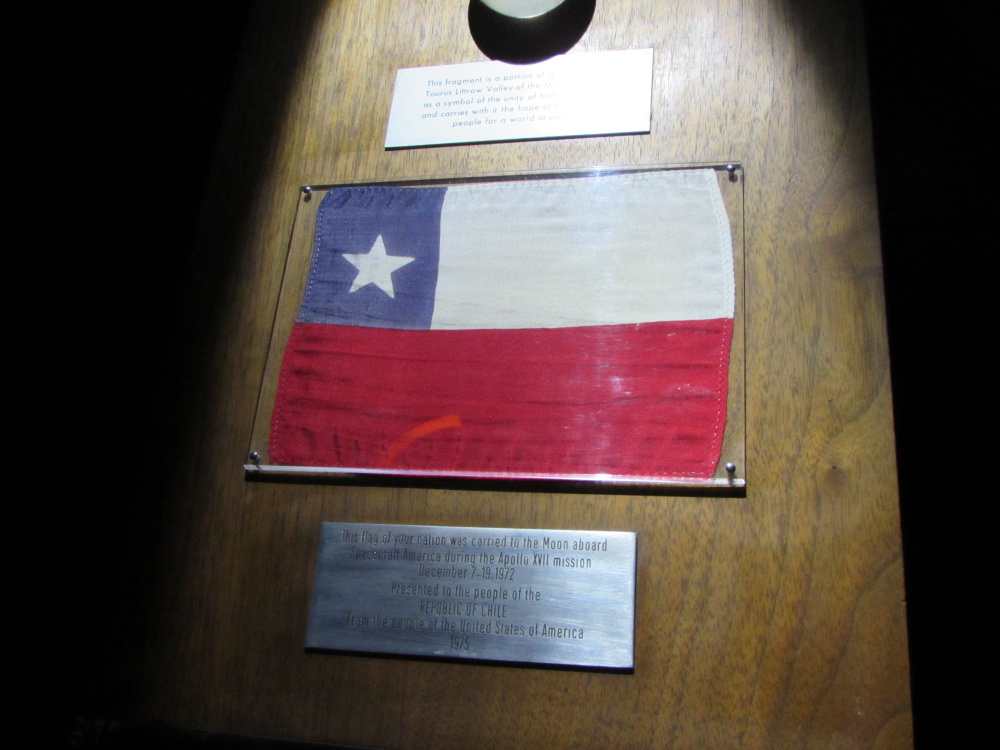 This fragment is a portion of a
Taurus Littrow Valley of the
as a symbol of the unity of
and carries with it the hope of
people for a world at
This flag of your nation was carried to the Moon aboard
Spacecraft America during the Apollo XVII mission
December 7-19, 1972
Presented to the people of the
REPUBLIC OF CHILE
From the people of the United States of America
1975